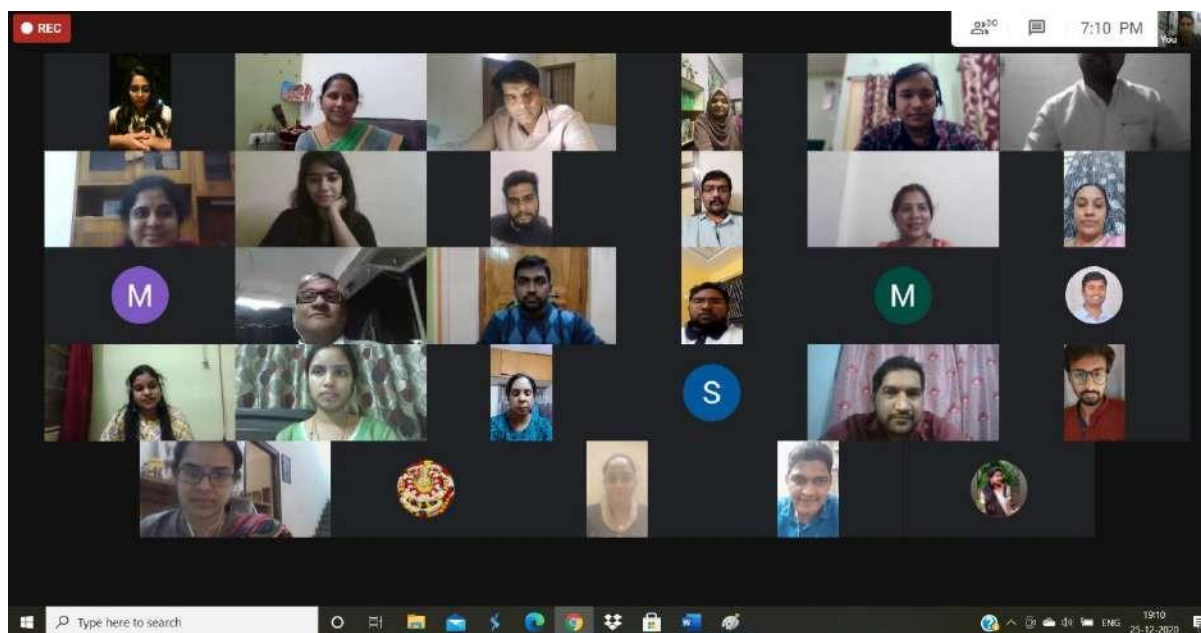 REC
30
7:10 PM
You
M
M
S
Type here to search
W
ENG
19:10
25-12-2020